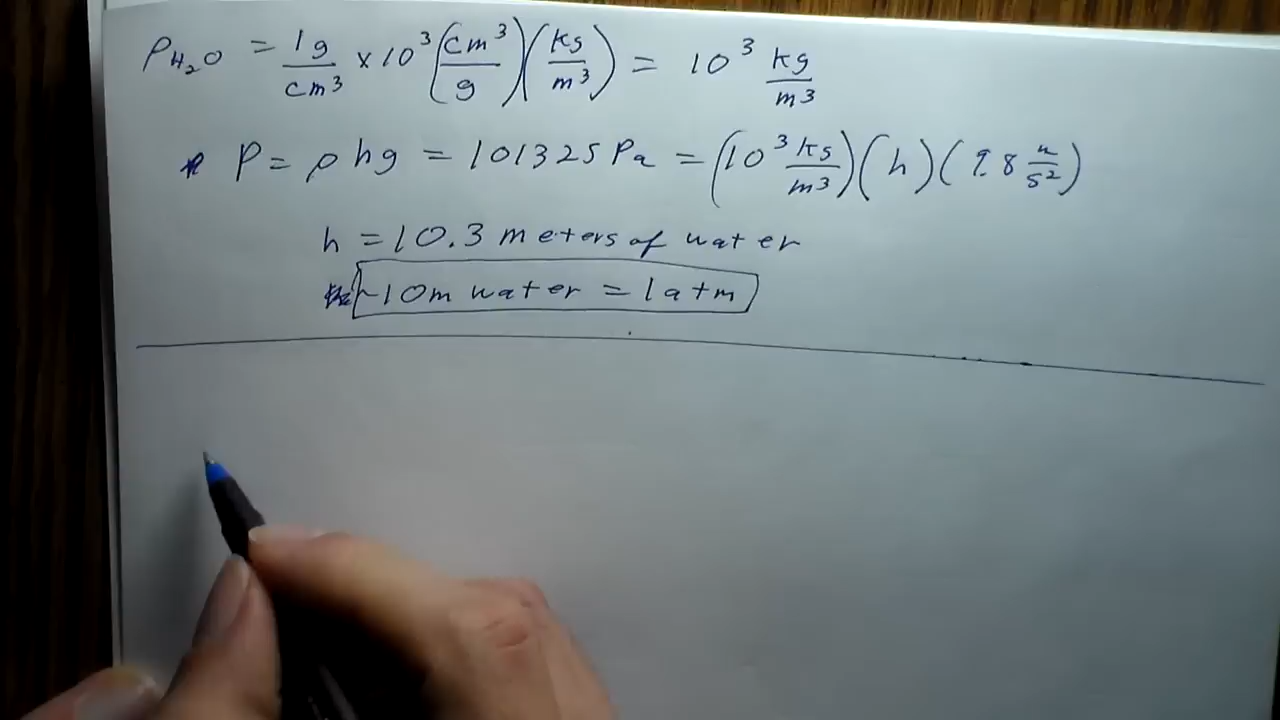 ρH₂O = 1g/cm³ x 10³ (cm³/g)(kg/m³) = 10³ kg/m³
P = ρhg = 101325 Pa = (10³ kg/m³)(h)(9.8 m/s²)
h = 10.3 meters of water
~10m water = 1atm